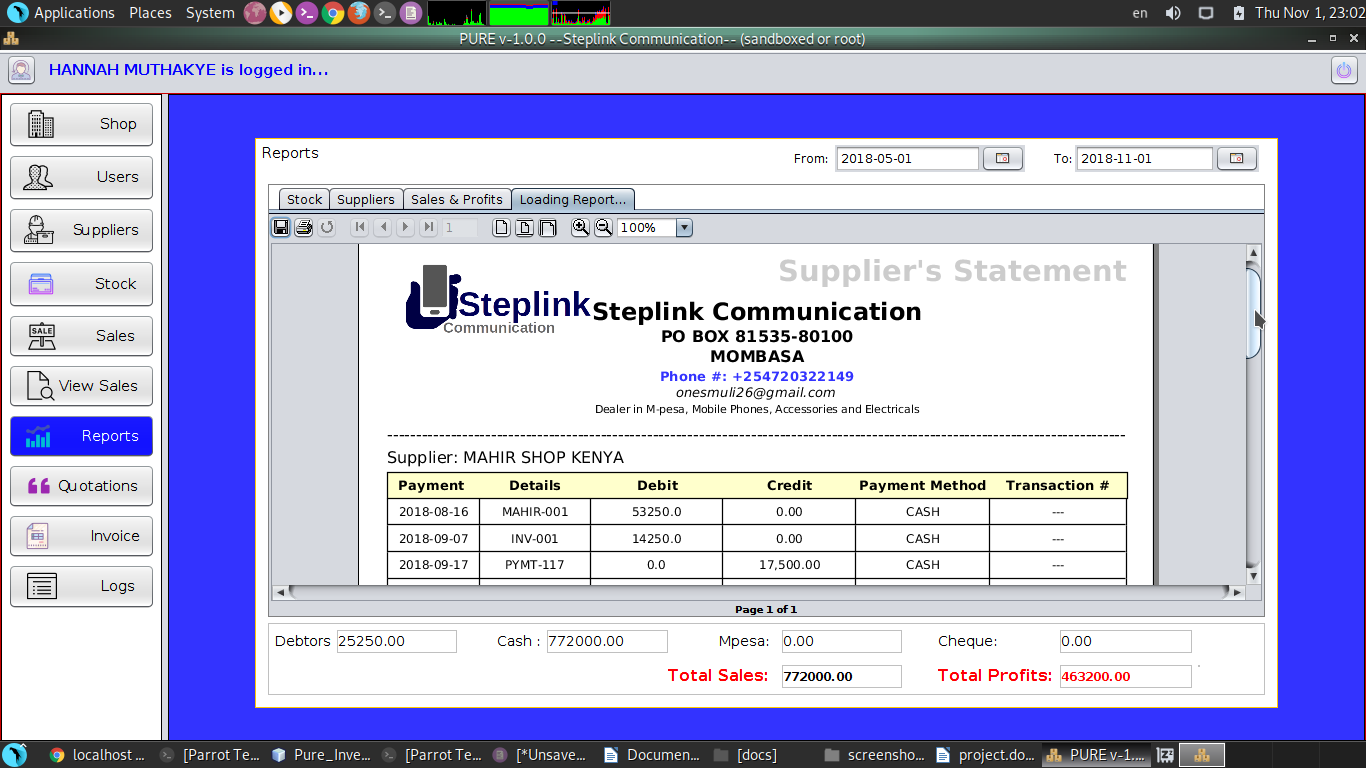 Applications Places System en Thu Nov 1, 23:02
PURE v-1.0.0 --Steplink Communication-- (sandboxed or root)
HANNAH MUTHAKYE is logged in...
Shop
Users
Suppliers
Stock
SALE
Sales
View Sales
Reports
Quotations
Invoice
Logs
Reports
From: 2018-05-01 To: 2018-11-01
Stock Suppliers Sales & Profits Loading Report...
1 100%
Supplier's Statement
Steplink
Communication
Steplink Communication
PO BOX 81535-80100
MOMBASA
Phone #: +254720322149
onesmuli26@gmail.com
Dealer in M-pesa, Mobile Phones, Accessories and Electricals
Supplier: MAHIR SHOP KENYA
Payment Details Debit Credit Payment Method Transaction #
2018-08-16 MAHIR-001 53250.0 0.00 CASH ---
2018-09-07 INV-001 14250.0 0.00 CASH ---
2018-09-17 PYMT-117 0.0 17,500.00 CASH ---
Page 1 of 1
Debtors 25250.00 Cash : 772000.00 Mpesa: 0.00 Cheque: 0.00
Total Sales: 772000.00 Total Profits: 463200.00
localhost ... [Parrot Te... Pure_Inve... [Parrot Te... [*Unsave... Documen... [docs] screensho... project.do... PURE v-1....